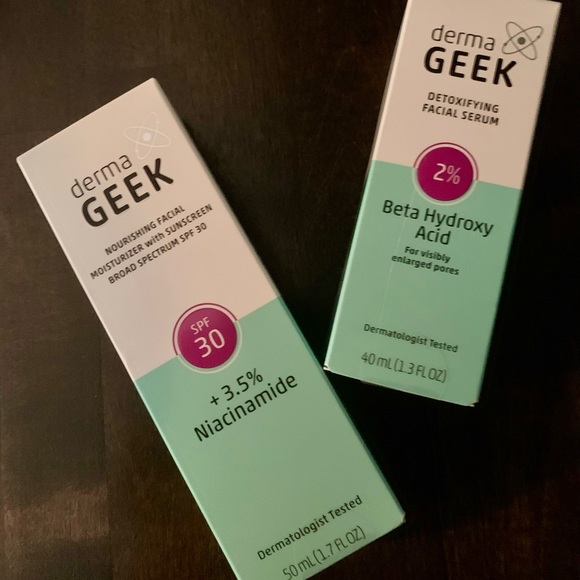 derma
GEEK
NOURISHING FACIAL
MOISTURIZER with SUNSCREEN
BROAD SPECTRUM SPF 30
SPF
30
+ 3.5%
Niacinamide
Dermatologist Tested
50 mL (1.7 FL OZ)
derma
GEEK
DETOXIFYING
FACIAL SERUM
2%
Beta Hydroxy
Acid
For visibly
enlarged pores
Dermatologist Tested
40 mL (1.3 FL OZ)